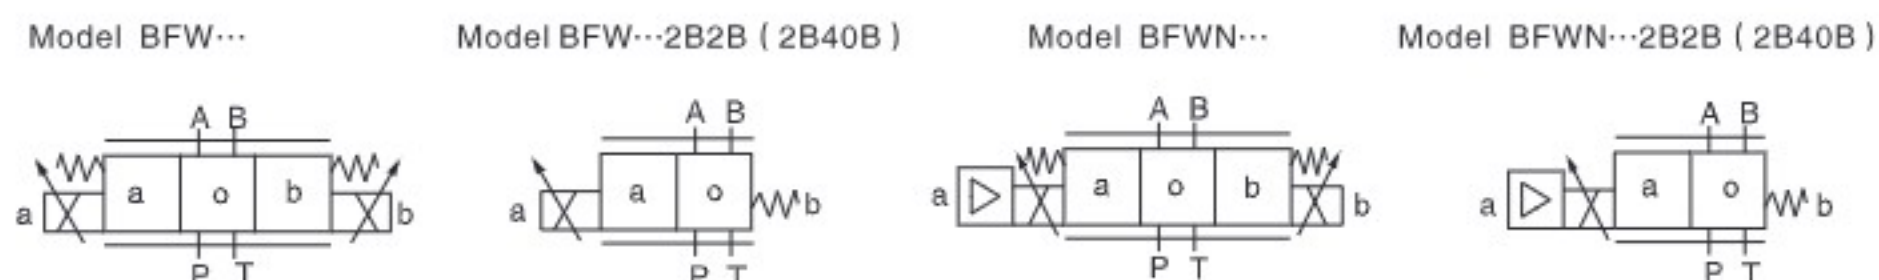 Model BFW··· Model BFW···2B2B ( 2B40B ) Model BFWN··· Model BFWN···2B2B ( 2B40B )
A B A B A B A B
a a o b b a a o b a a o b b a a o b
P T P T P T P T